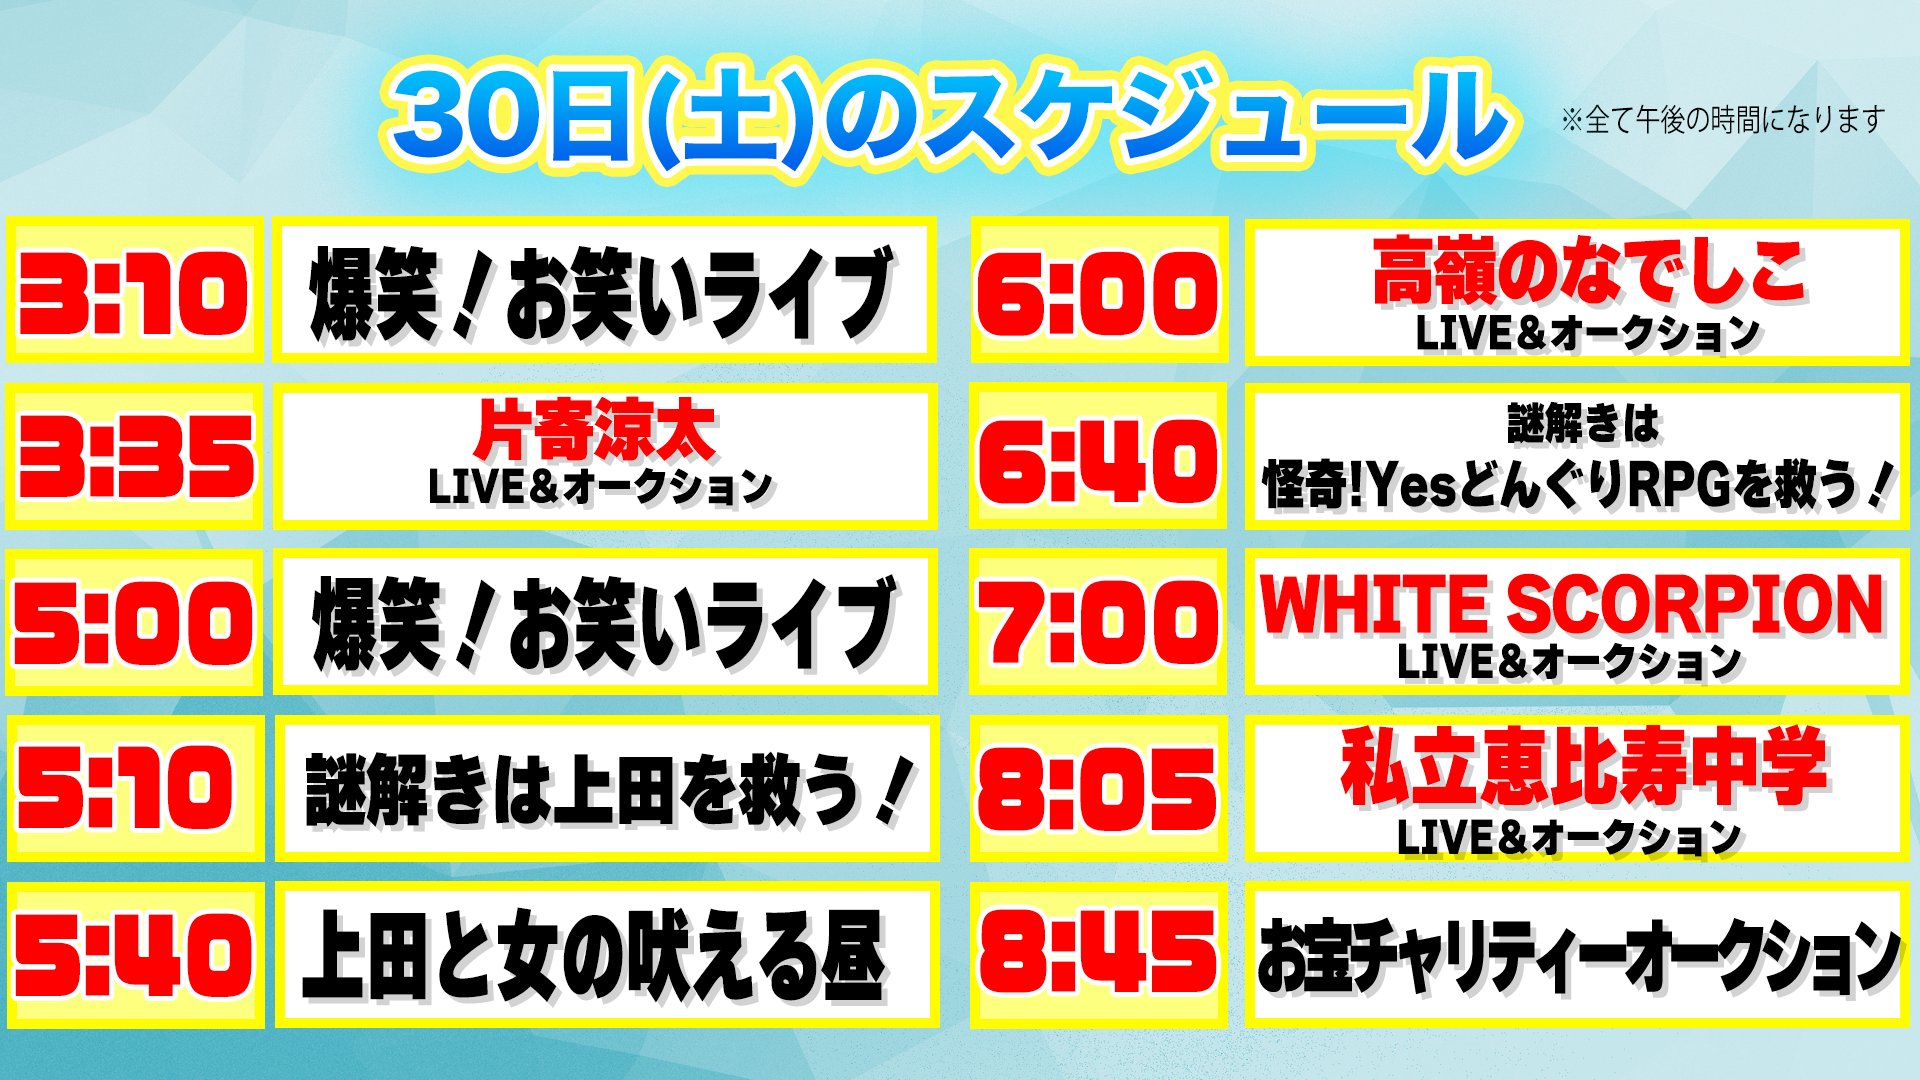 30日(土)のスケジュール
※全て午後の時間になります
3:10
爆笑！お笑いライブ
3:35
片寄涼太
LIVE＆オークション
5:00
爆笑！お笑いライブ
5:10
謎解きは上田を救う！
5:40
上田と女の吠える昼
6:00
高嶺のなでしこ
LIVE＆オークション
6:40
謎解きは
怪奇!YesどんぐりRPGを救う！
7:00
WHITE SCORPION
LIVE＆オークション
8:05
私立恵比寿中学
LIVE＆オークション
8:45
お宝チャリティーオークション